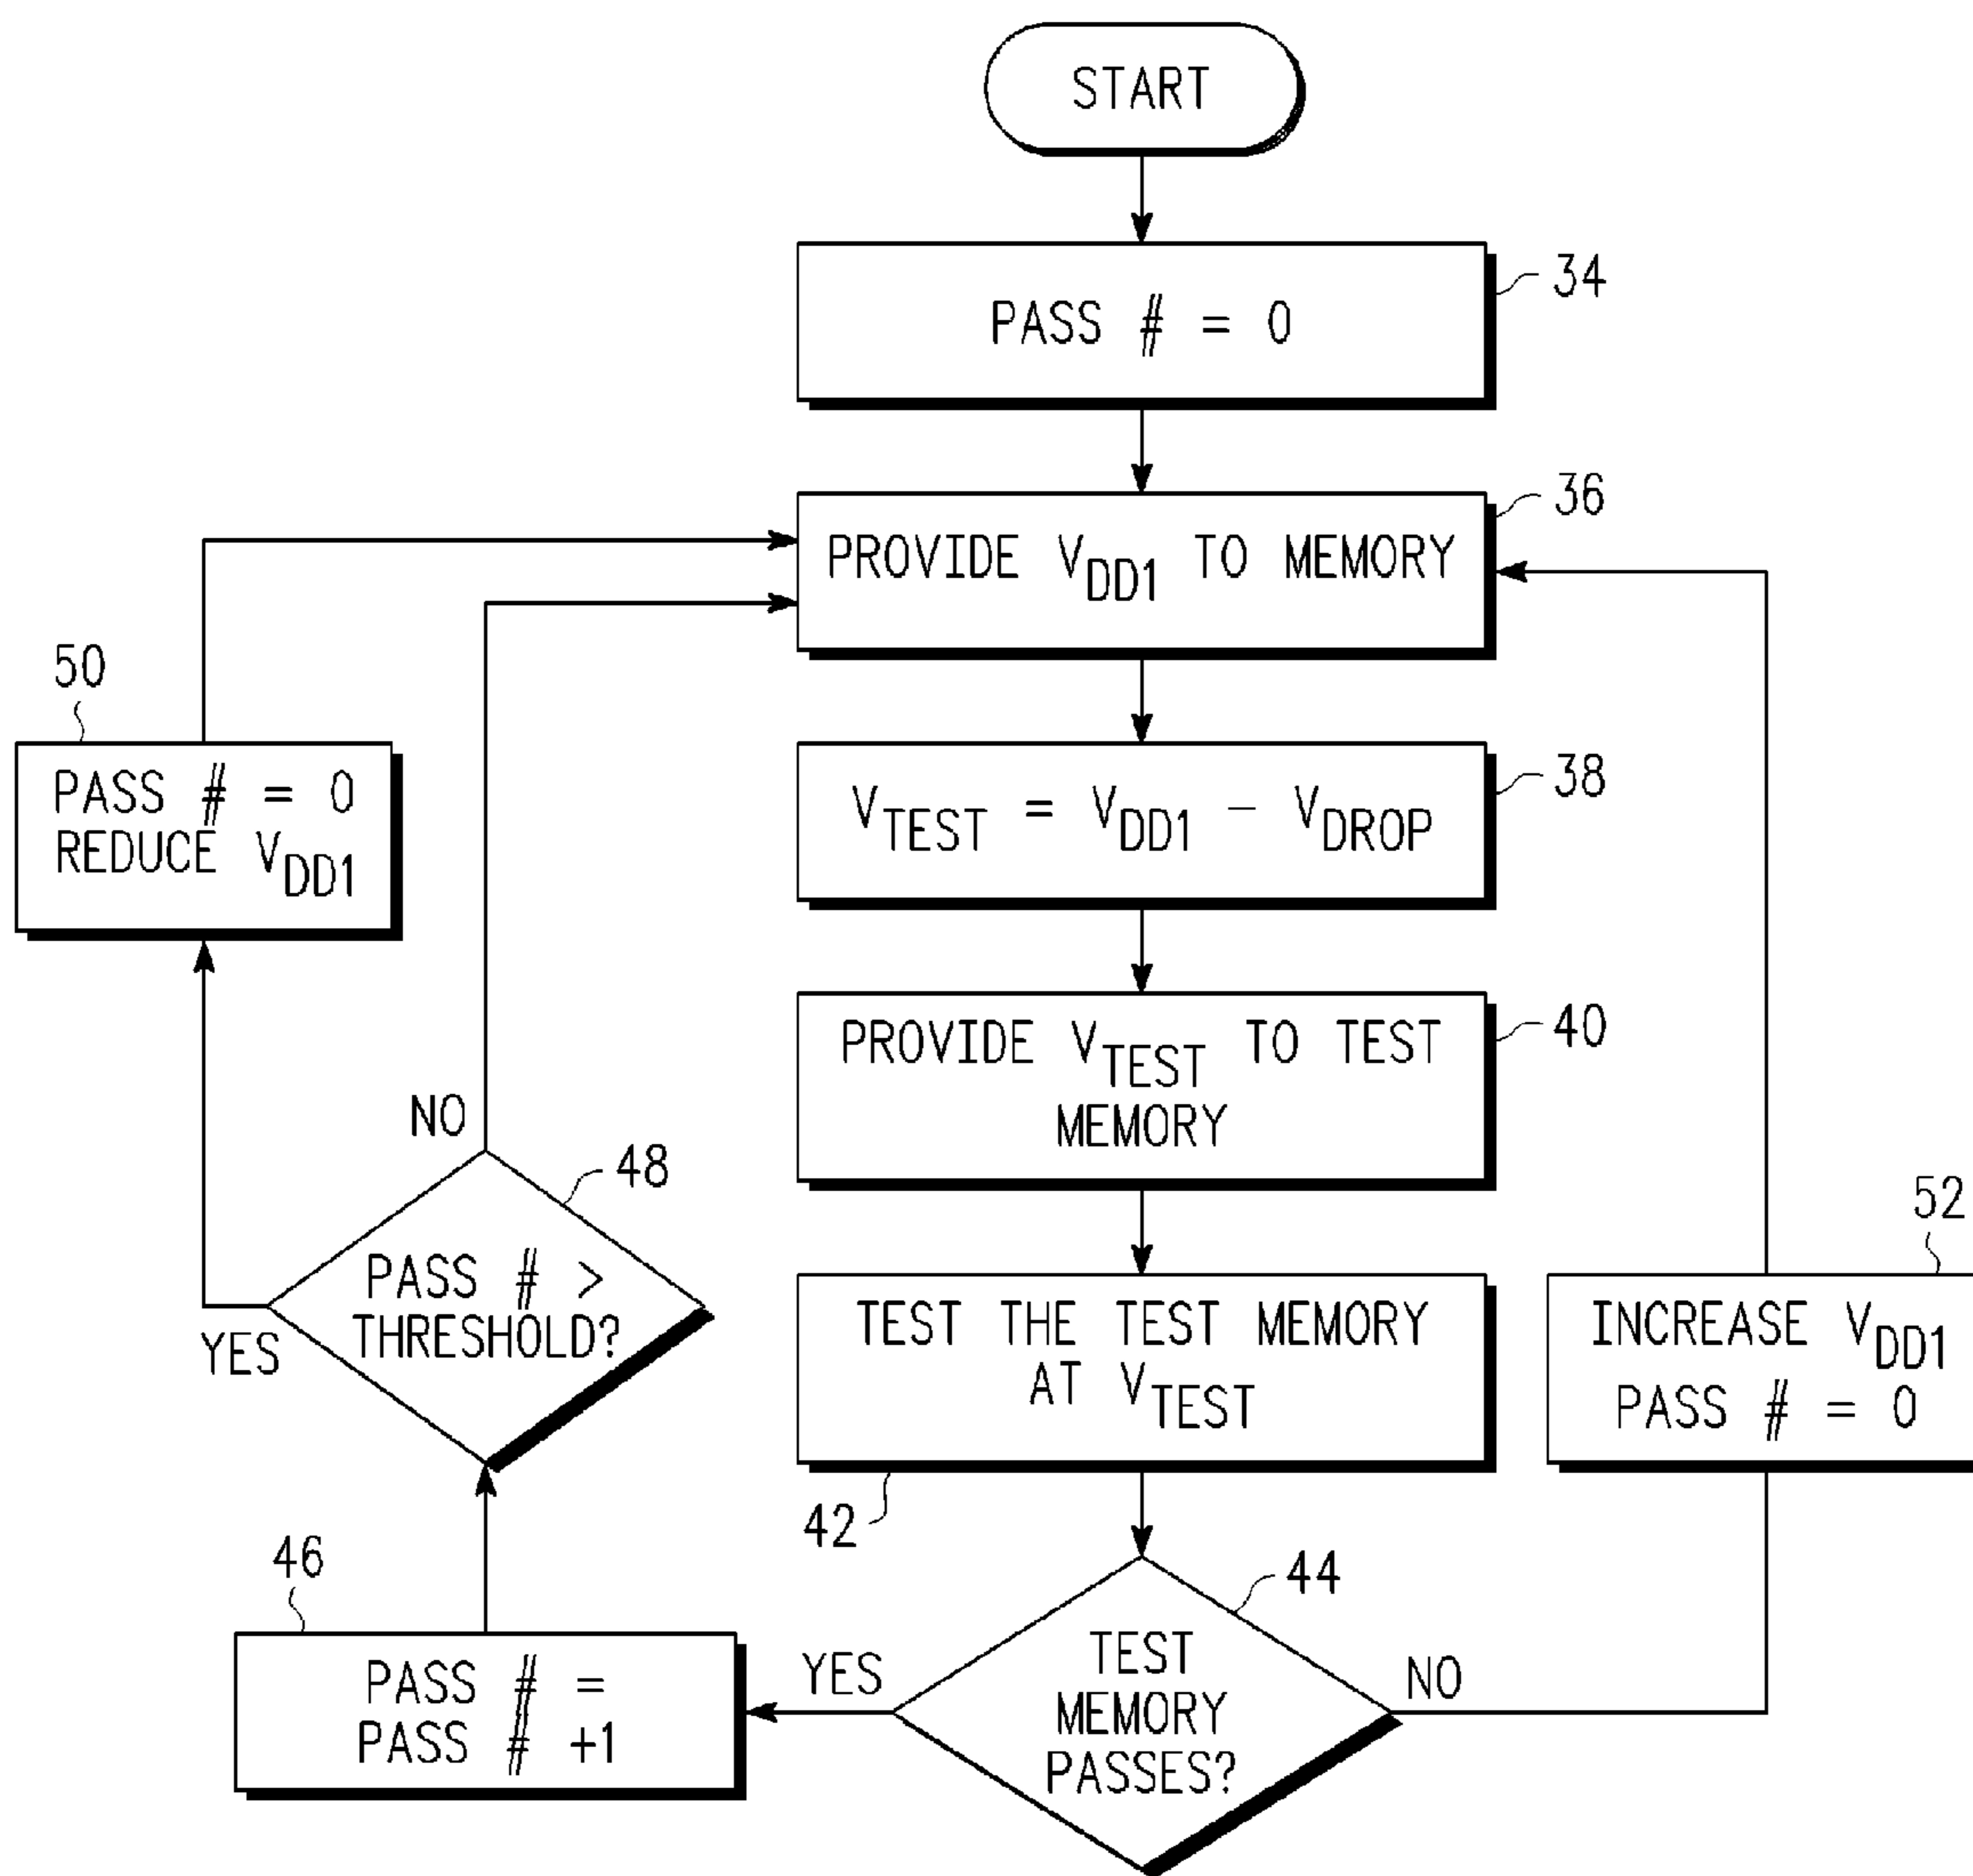 START
34
PASS # = 0
36
PROVIDE VDD1 TO MEMORY
50
PASS # = 0
REDUCE VDD1
38
VTEST = VDD1 - VDROP
40
PROVIDE VTEST TO TEST
MEMORY
NO
48
PASS # >
THRESHOLD?
YES
TEST THE TEST MEMORY
AT VTEST
42
52
INCREASE VDD1
PASS # = 0
46
PASS # =
PASS # +1
YES
44
TEST
MEMORY
PASSES?
NO